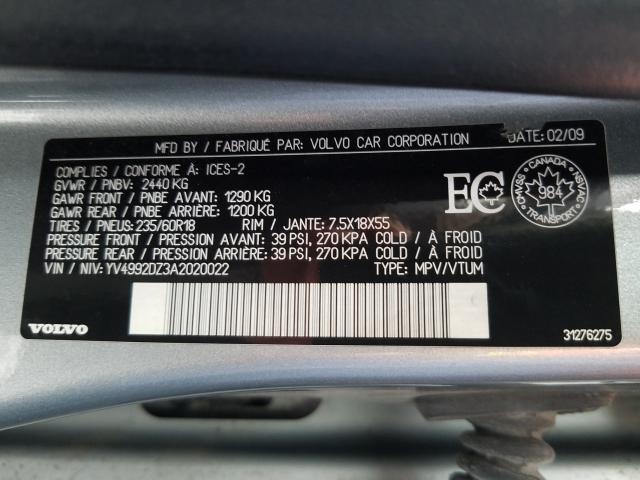 MFD BY / FABRIQUÉ PAR: VOLVO CAR CORPORATION DATE: 02/09
COMPLIES / CONFORME À: ICES-2
GVWR / PNBV: 2440 KG
GAWR FRONT / PNBE AVANT: 1290 KG
GAWR REAR / PNBE ARRIÈRE: 1200 KG
TIRES / PNEUS: 235/60R18 RIM / JANTE: 7.5X18X55
PRESSURE FRONT / PRESSION AVANT: 39 PSI, 270 KPA COLD / À FROID
PRESSURE REAR / PRESSION ARRIÈRE: 39 PSI, 270 KPA COLD / À FROID
VIN / NIV: YV4992DZ3A2020022 TYPE: MPV/VTUM
EC
CANADA
CMVSS
NSVAC
984
TRANSPORT
VOLVO
31276275